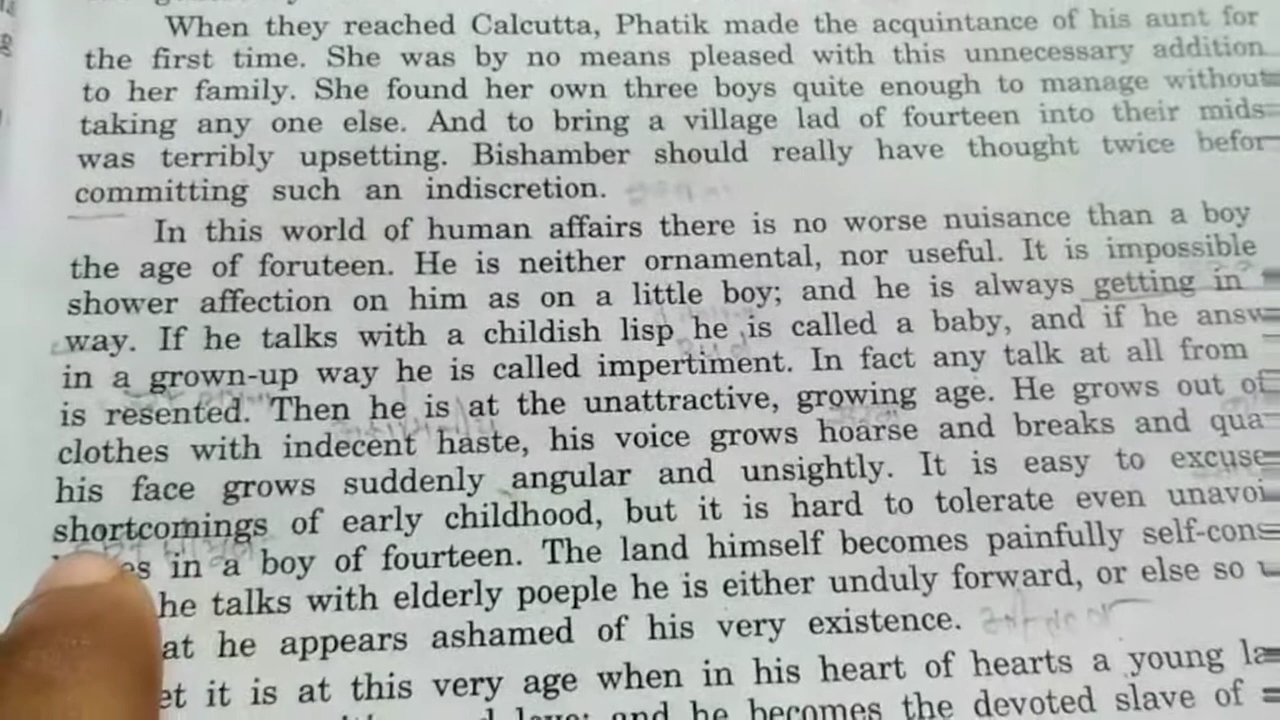 When they reached Calcutta, Phatik made the acquintance of his aunt for
the first time. She was by no means pleased with this unnecessary addition
to her family. She found her own three boys quite enough to manage without
taking any one else. And to bring a village lad of fourteen into their mids
was terribly upsetting. Bishamber should really have thought twice befor
committing such an indiscretion.
In this world of human affairs there is no worse nuisance than a boy
the age of foruteen. He is neither ornamental, nor useful. It is impossible
shower affection on him as on a little boy; and he is always getting in
way. If he talks with a childish lisp he is called a baby, and if he answ
in a grown-up way he is called impertiment. In fact any talk at all from
is resented. Then he is at the unattractive, growing age. He grows out of
clothes with indecent haste, his voice grows hoarse and breaks and qua
his face grows suddenly angular and unsightly. It is easy to excuse
shortcomings of early childhood, but it is hard to tolerate even unavoi
es in a boy of fourteen. The land himself becomes painfully self-cons
he talks with elderly poeple he is either unduly forward, or else so
at he appears ashamed of his very existence.
et it is at this very age when in his heart of hearts a young la
and he becomes the devoted slave of